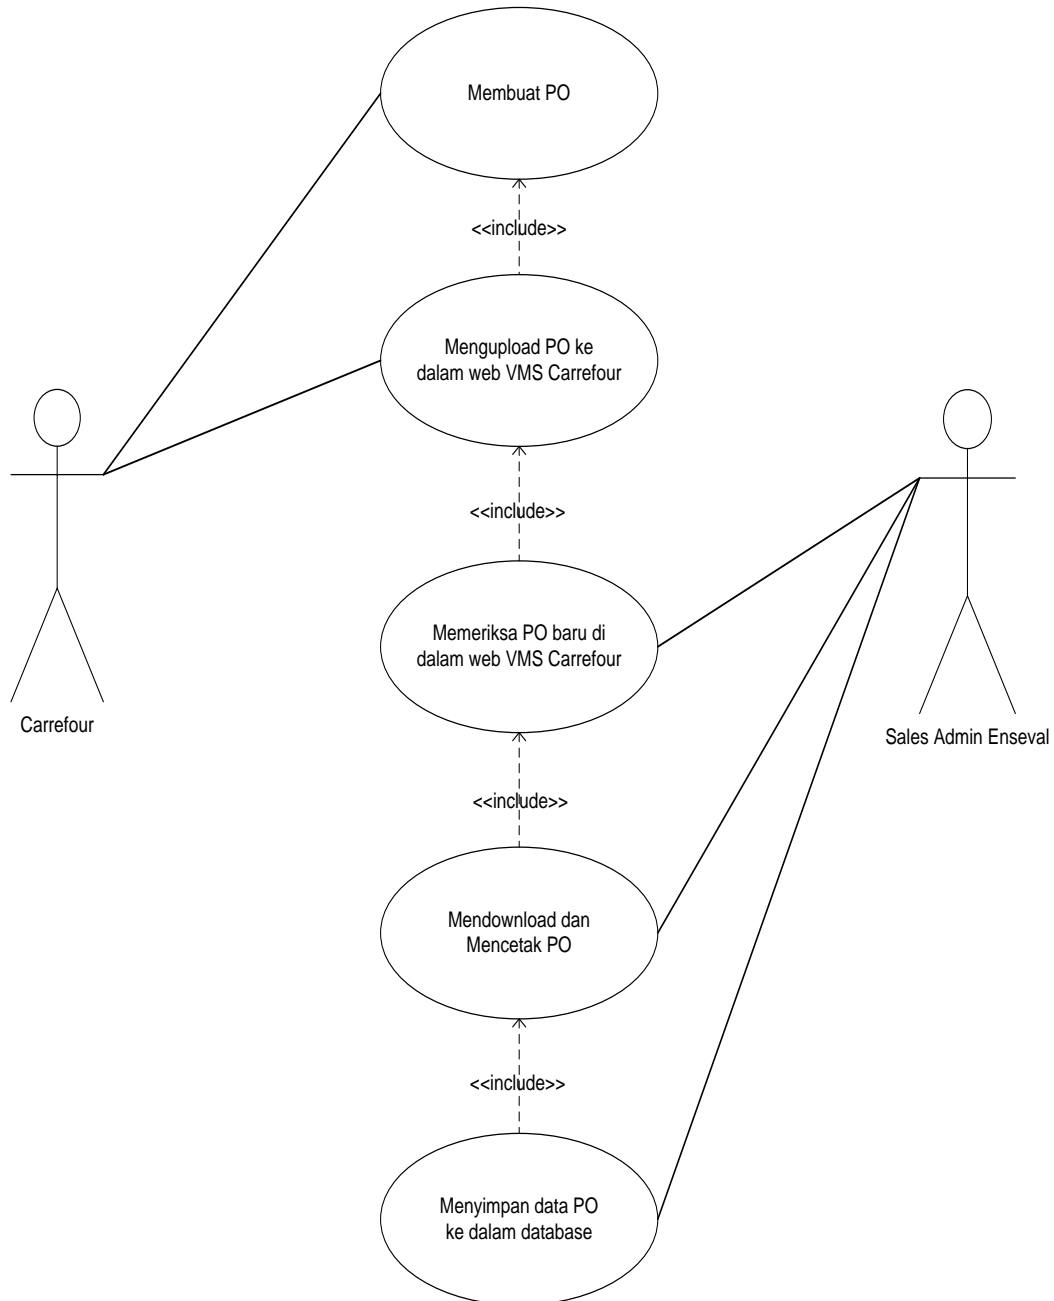 Membuat PO
<<include>>
Mengupload PO ke
dalam web VMS Carrefour
<<include>>
Memeriksa PO baru di
dalam web VMS Carrefour
Carrefour
Sales Admin Enseval
<<include>>
Mendownload dan
Mencetak PO
<<include>>
Menyimpan data PO
ke dalam database